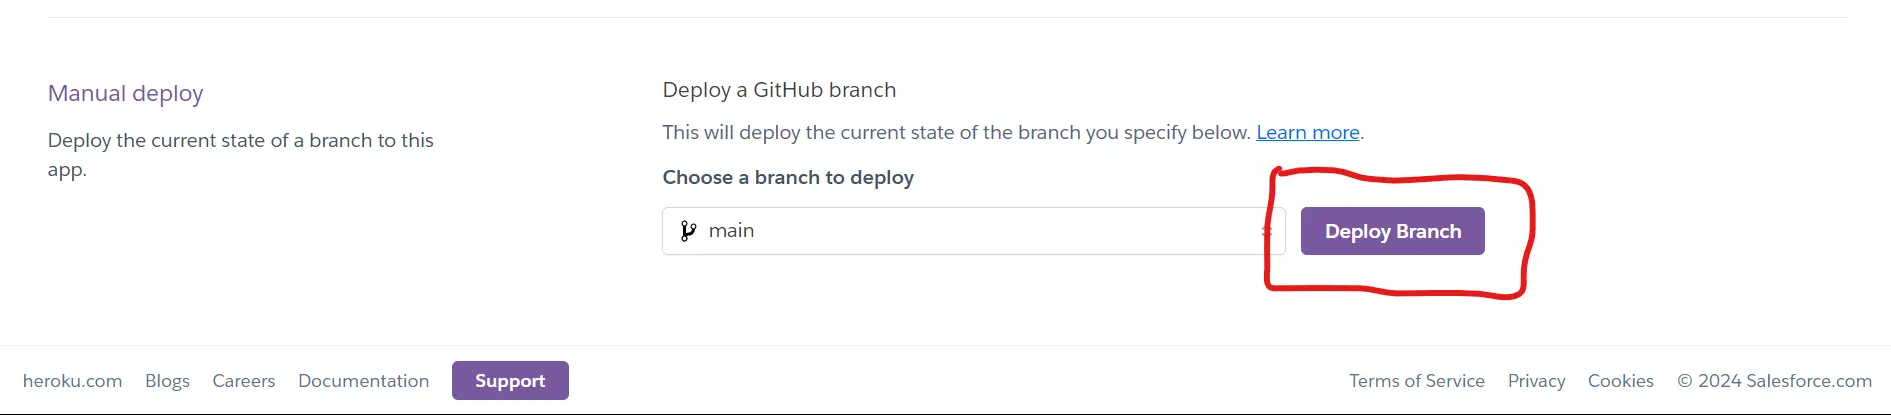 Manual deploy
Deploy the current state of a branch to this
app.
Deploy a GitHub branch
This will deploy the current state of the branch you specify below. Learn more.
Choose a branch to deploy
main
Deploy Branch
heroku.com Blogs Careers Documentation Support Terms of Service Privacy Cookies © 2024 Salesforce.com